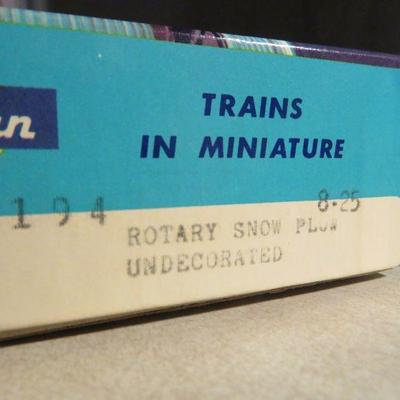 TRAINS
IN MINIATURE
194 8-25
ROTARY SNOW PLOW
UNDECORATED